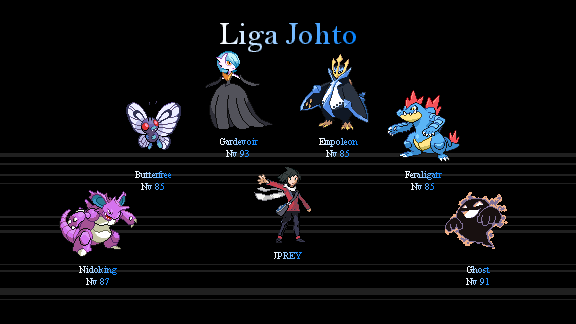 Liga Johto
Gardevoir
Nv 93
Empoleon
Nv 85
Butterfree
Nv 85
Feraligatr
Nv 85
JPREY
Nidoking
Nv 87
Ghost
Nv 91